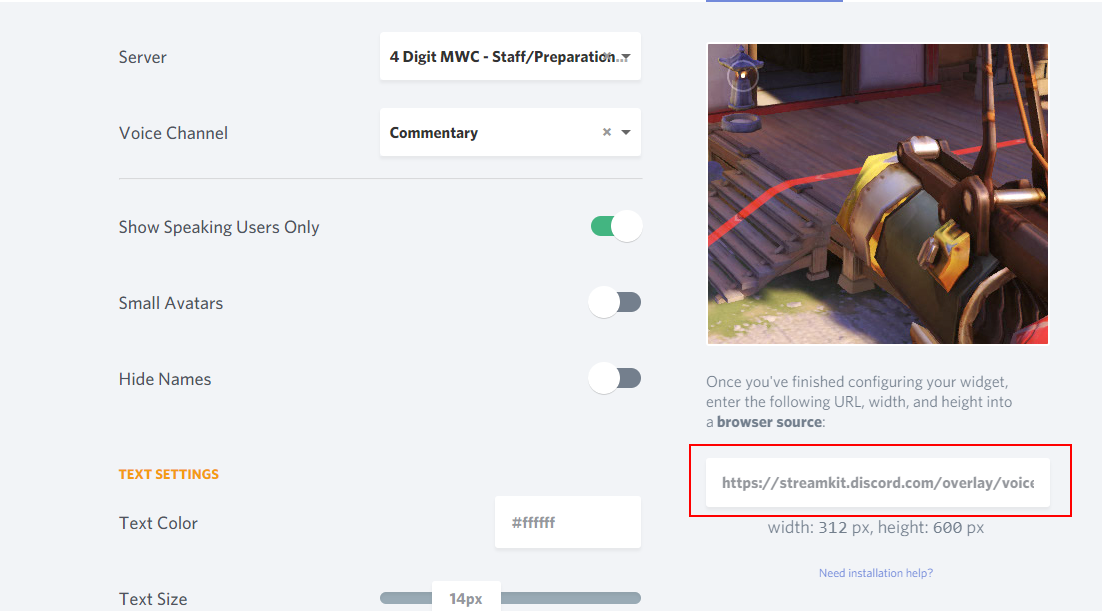 Server
4 Digit MWC - Staff/Preparation...
Voice Channel
Commentary
Show Speaking Users Only
Small Avatars
Hide Names
TEXT SETTINGS
Text Color
#ffffff
Text Size
14px
Once you've finished configuring your widget,
enter the following URL, width, and height into
a browser source:
https://streamkit.discord.com/overlay/voice
width: 312 px, height: 600 px
Need installation help?